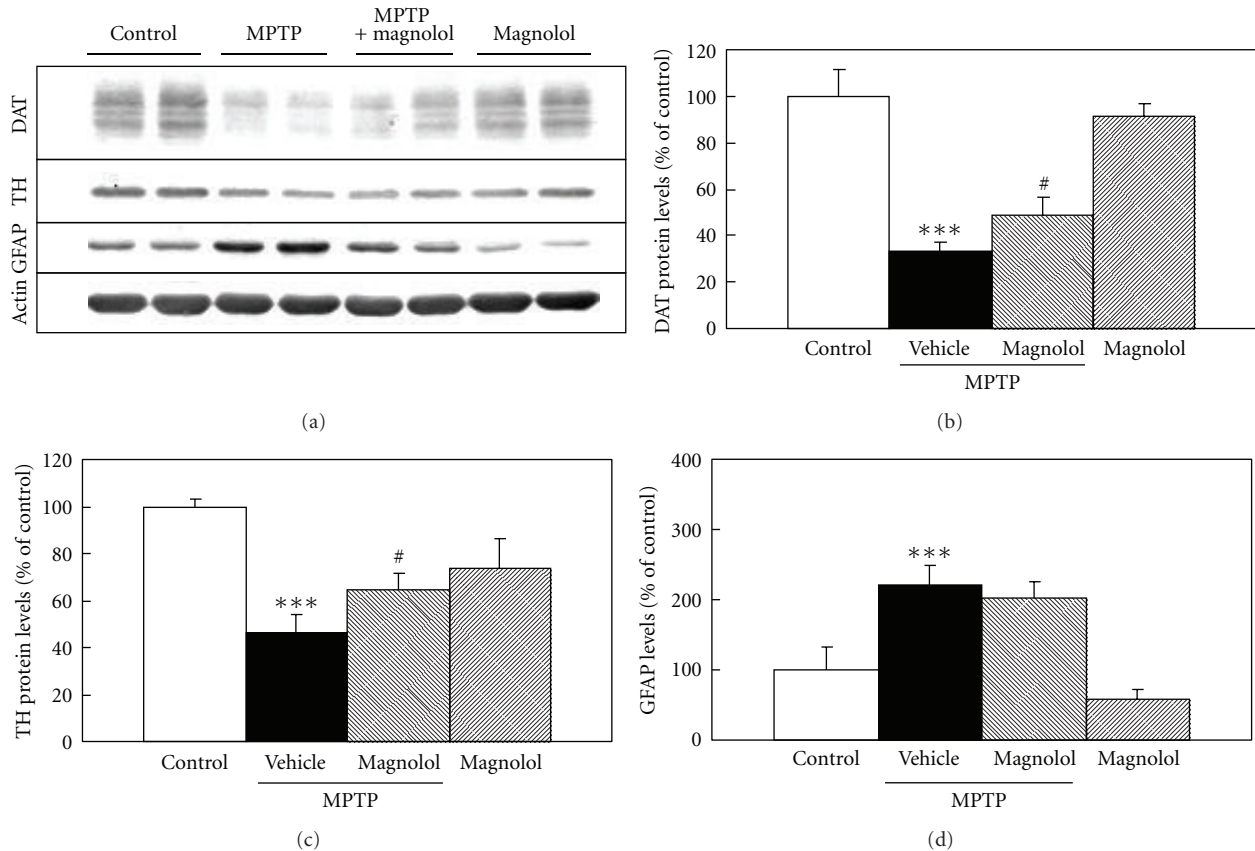 Control
MPTP
MPTP
+ magnolol
Magnolol
DAT
TH
GFAP
Actin
(a)
DAT protein levels (% of control)
120
100
80
60
40
20
0
***
#
Control
Vehicle
Magnolol
Magnolol
MPTP
(b)
TH protein levels (% of control)
120
100
80
60
40
20
0
***
#
Control
Vehicle
Magnolol
Magnolol
MPTP
(c)
GFAP levels (% of control)
400
300
200
100
0
***
Control
Vehicle
Magnolol
Magnolol
MPTP
(d)